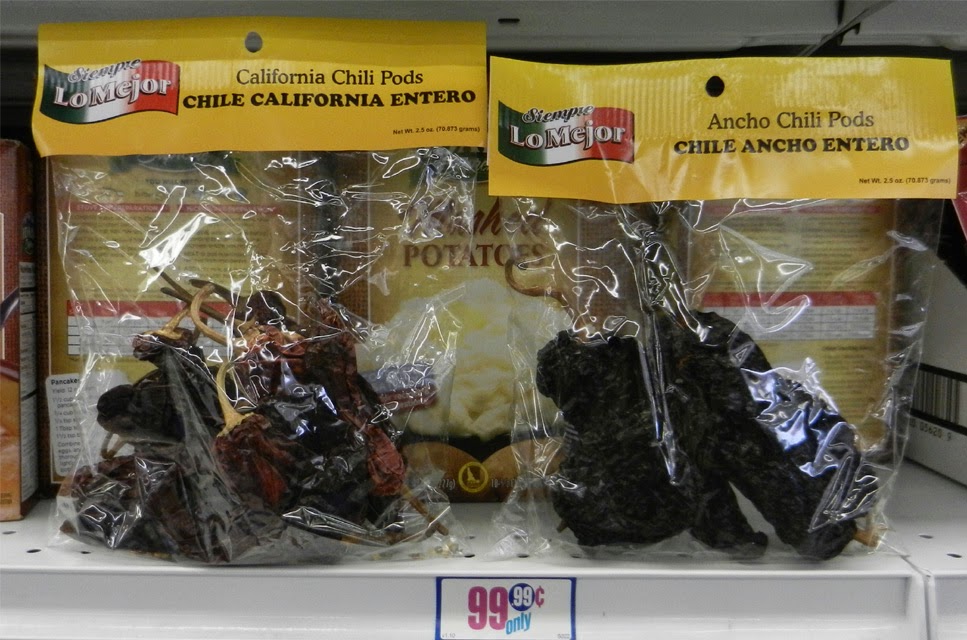 Siempre
Lo Mejor
California Chili Pods
CHILE CALIFORNIA ENTERO
Net Wt. 2.5 oz. (70.873 grams)
Siempre
Lo Mejor
Ancho Chili Pods
CHILE ANCHO ENTERO
Net Wt. 2.5 oz. (70.873 grams)
POTATOES
Pancake
99 99¢
only